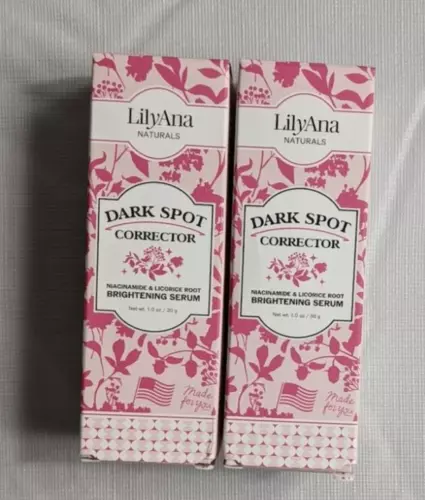 LilyAna
NATURALS
DARK SPOT
CORRECTOR
NIACINAMIDE & LICORICE ROOT
BRIGHTENING SERUM
Net wt. 1.0 oz / 30 g
Made
for you
LilyAna
NATURALS
DARK SPOT
CORRECTOR
NIACINAMIDE & LICORICE ROOT
BRIGHTENING SERUM
Net wt. 1.0 oz / 30 g
Made
for you